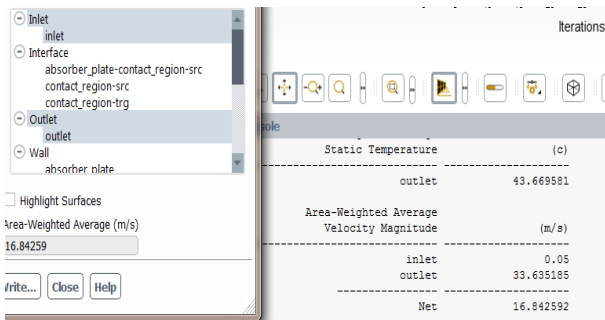 Inlet
inlet
Interface
absorber_plate-contact_region-src
contact_region-src
contact_region-trg
Outlet
outlet
Wall
absorber_plate
Highlight Surfaces
Area-Weighted Average (m/s)
16.84259
Write...
Close
Help
Iterations
Static Temperature (c)
outlet 43.669581
Area-Weighted Average
Velocity Magnitude (m/s)
inlet 0.05
outlet 33.635185
Net 16.842592